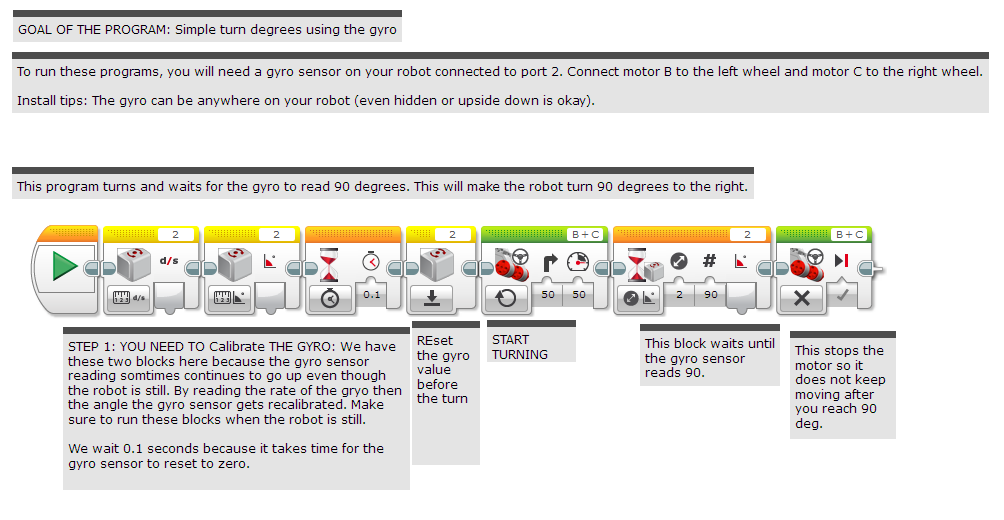 GOAL OF THE PROGRAM: Simple turn degrees using the gyro
To run these programs, you will need a gyro sensor on your robot connected to port 2. Connect motor B to the left wheel and motor C to the right wheel.
Install tips: The gyro can be anywhere on your robot (even hidden or upside down is okay).
This program turns and waits for the gyro to read 90 degrees. This will make the robot turn 90 degrees to the right.
2 2 2 B+C 2 B+C
d/s #
123 d/s 123 0.1 50 50 2 90
STEP 1: YOU NEED TO Calibrate THE GYRO: We have
these two blocks here because the gyro sensor
reading somtimes continues to go up even though
the robot is still. By reading the rate of the gryo then
the angle the gyro sensor gets recalibrated. Make
sure to run these blocks when the robot is still.
We wait 0.1 seconds because it takes time for the
gyro sensor to reset to zero.
REset
the gyro
value
before
the turn
START
TURNING
This block waits until
the gyro sensor
reads 90.
This stops the
motor so it
does not keep
moving after
you reach 90
deg.